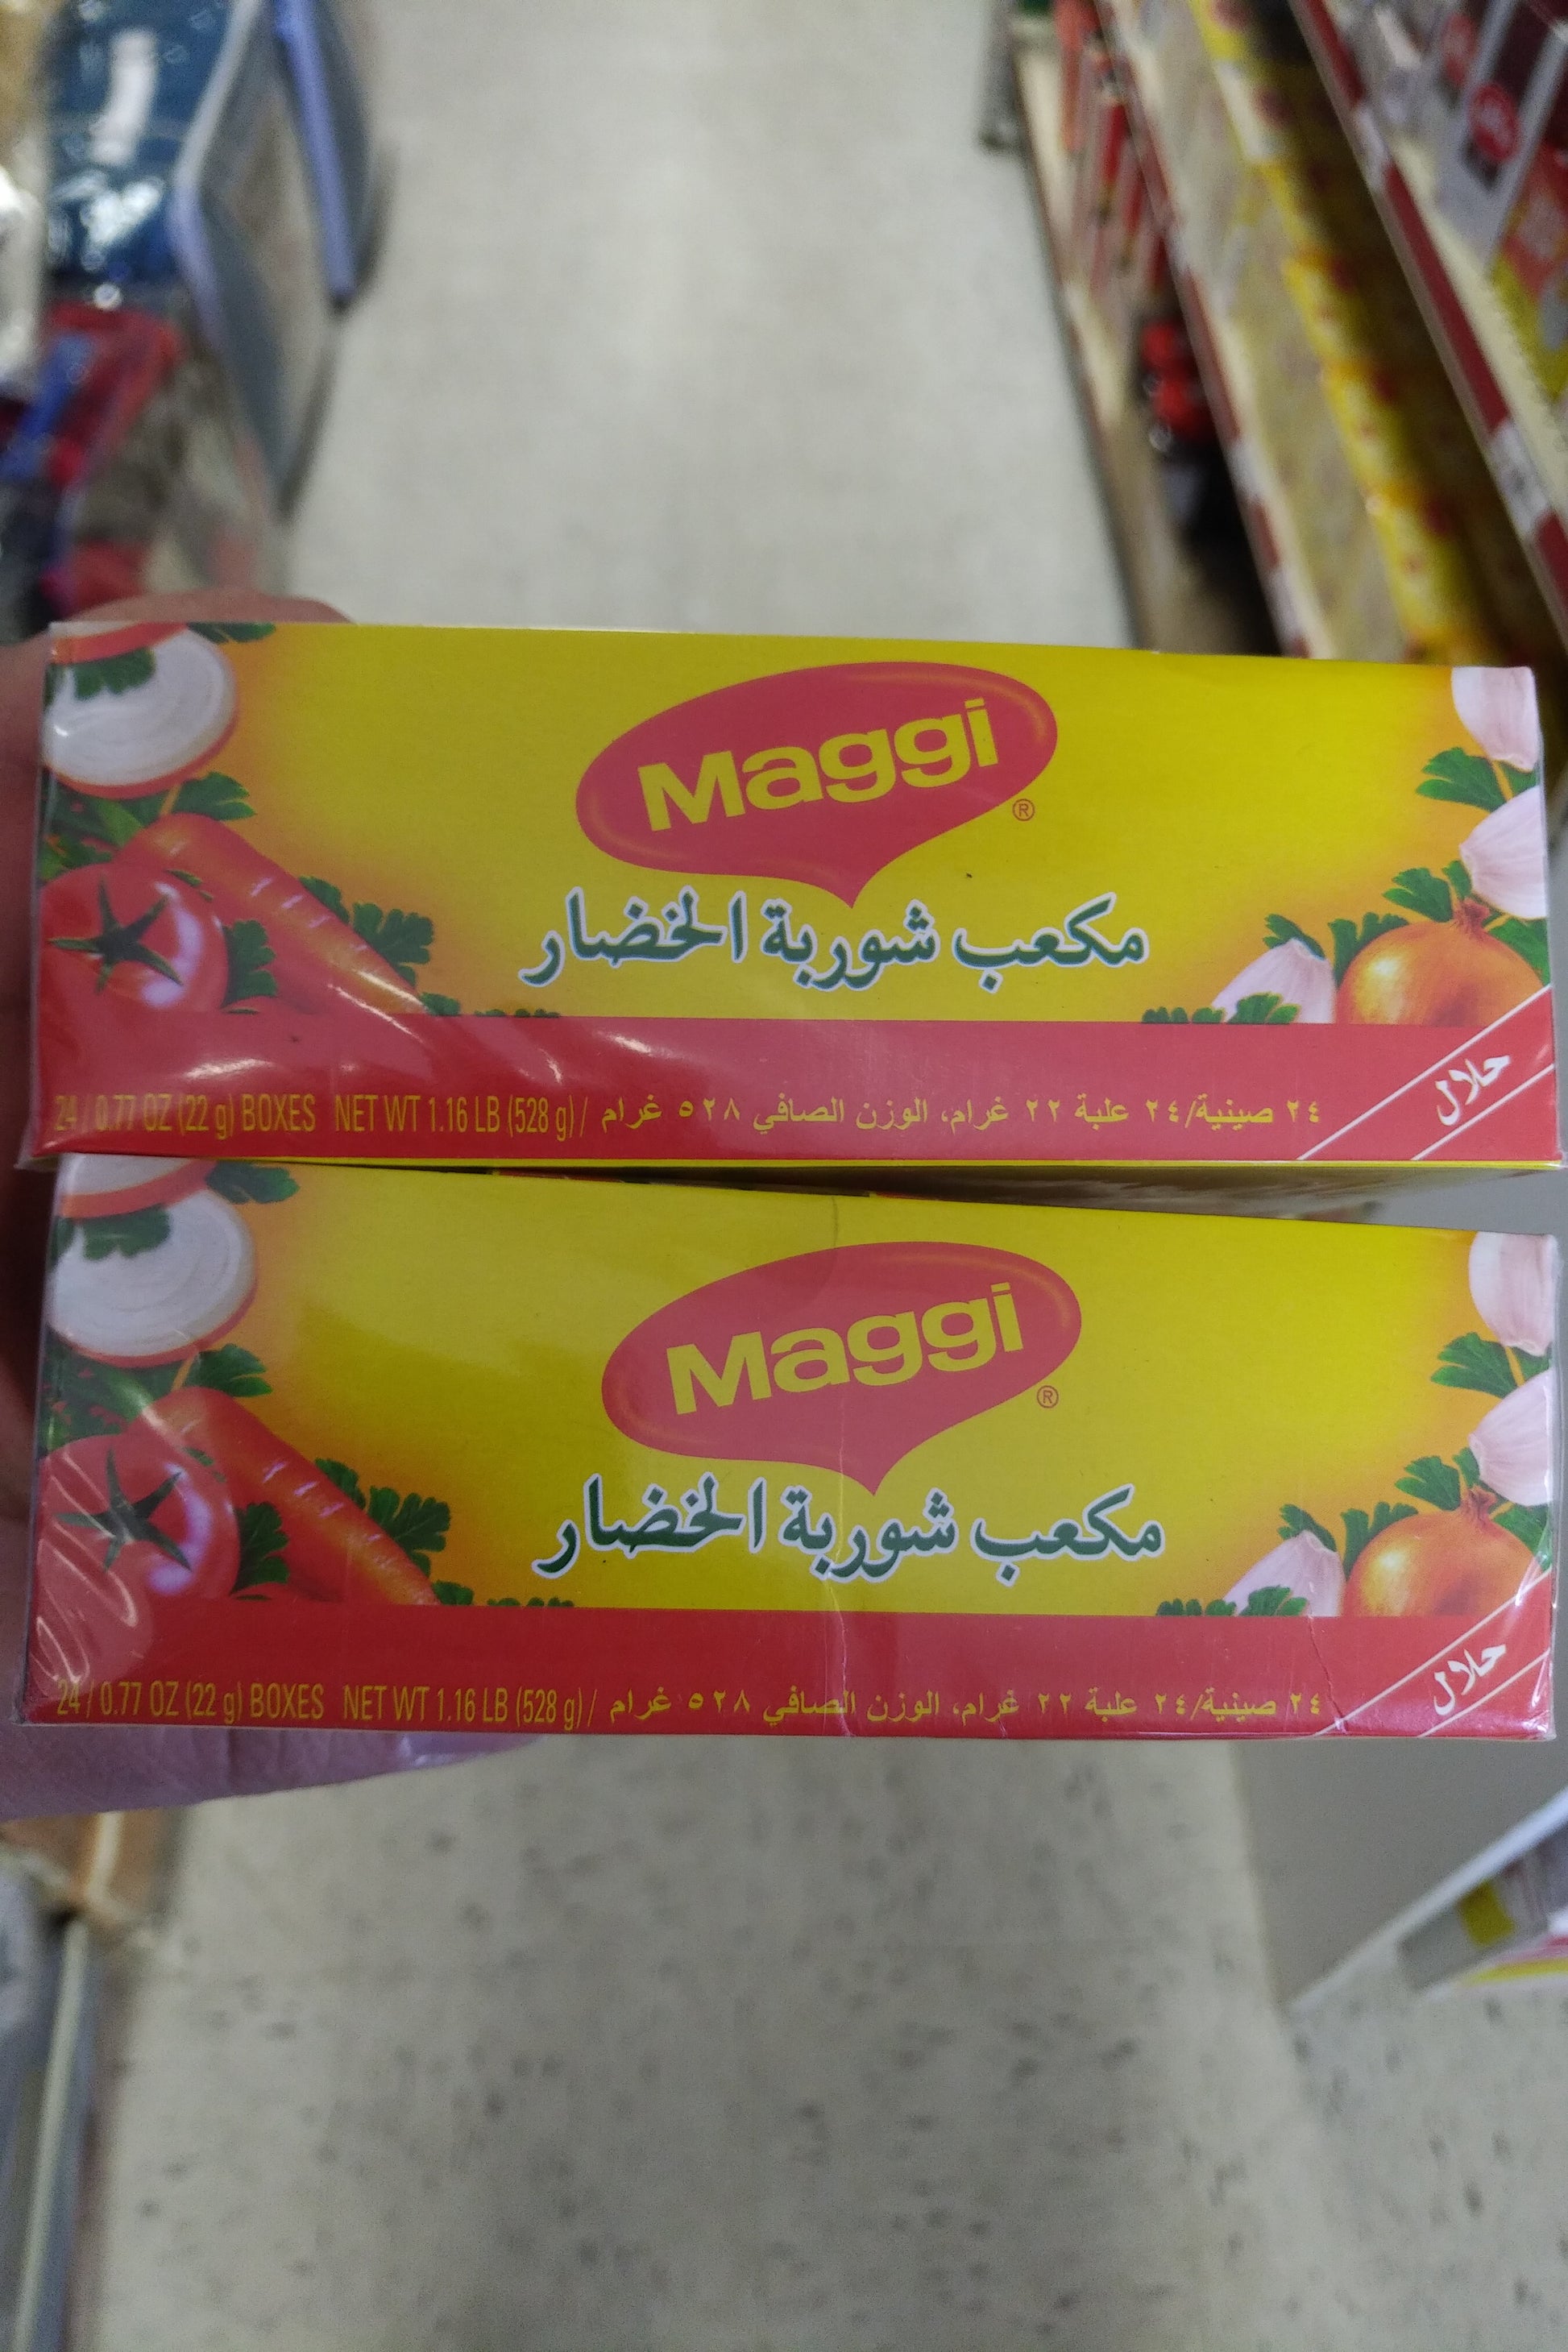 Maggi®
مكعب شوربة الخضار
24 / 0.77 OZ (22 g) BOXES NET WT 1.16 LB (528 g) / ٢٤ صينية/٢٤ علبة ٢٢ غرام، الوزن الصافي ٥٢٨ غرام
حلال
Maggi®
مكعب شوربة الخضار
24 / 0.77 OZ (22 g) BOXES NET WT 1.16 LB (528 g) / ٢٤ صينية/٢٤ علبة ٢٢ غرام، الوزن الصافي ٥٢٨ غرام
حلال